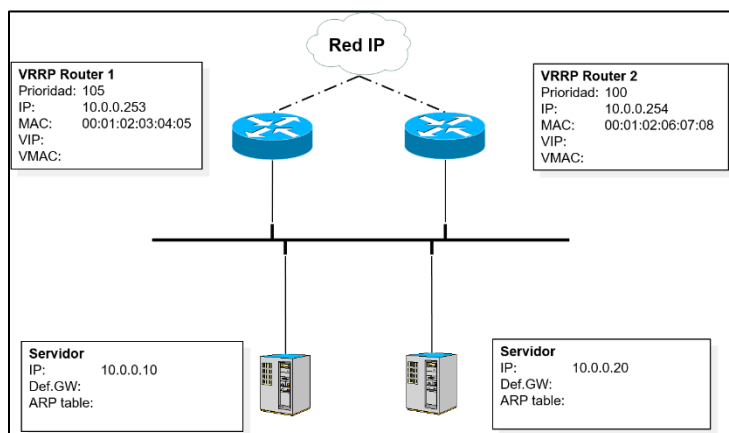 Red IP
VRRP Router 1
Prioridad: 105
IP: 10.0.0.253
MAC: 00:01:02:03:04:05
VIP:
VMAC:
VRRP Router 2
Prioridad: 100
IP: 10.0.0.254
MAC: 00:01:02:06:07:08
VIP:
VMAC:
Servidor
IP: 10.0.0.10
Def.GW:
ARP table:
Servidor
IP: 10.0.0.20
Def.GW:
ARP table: